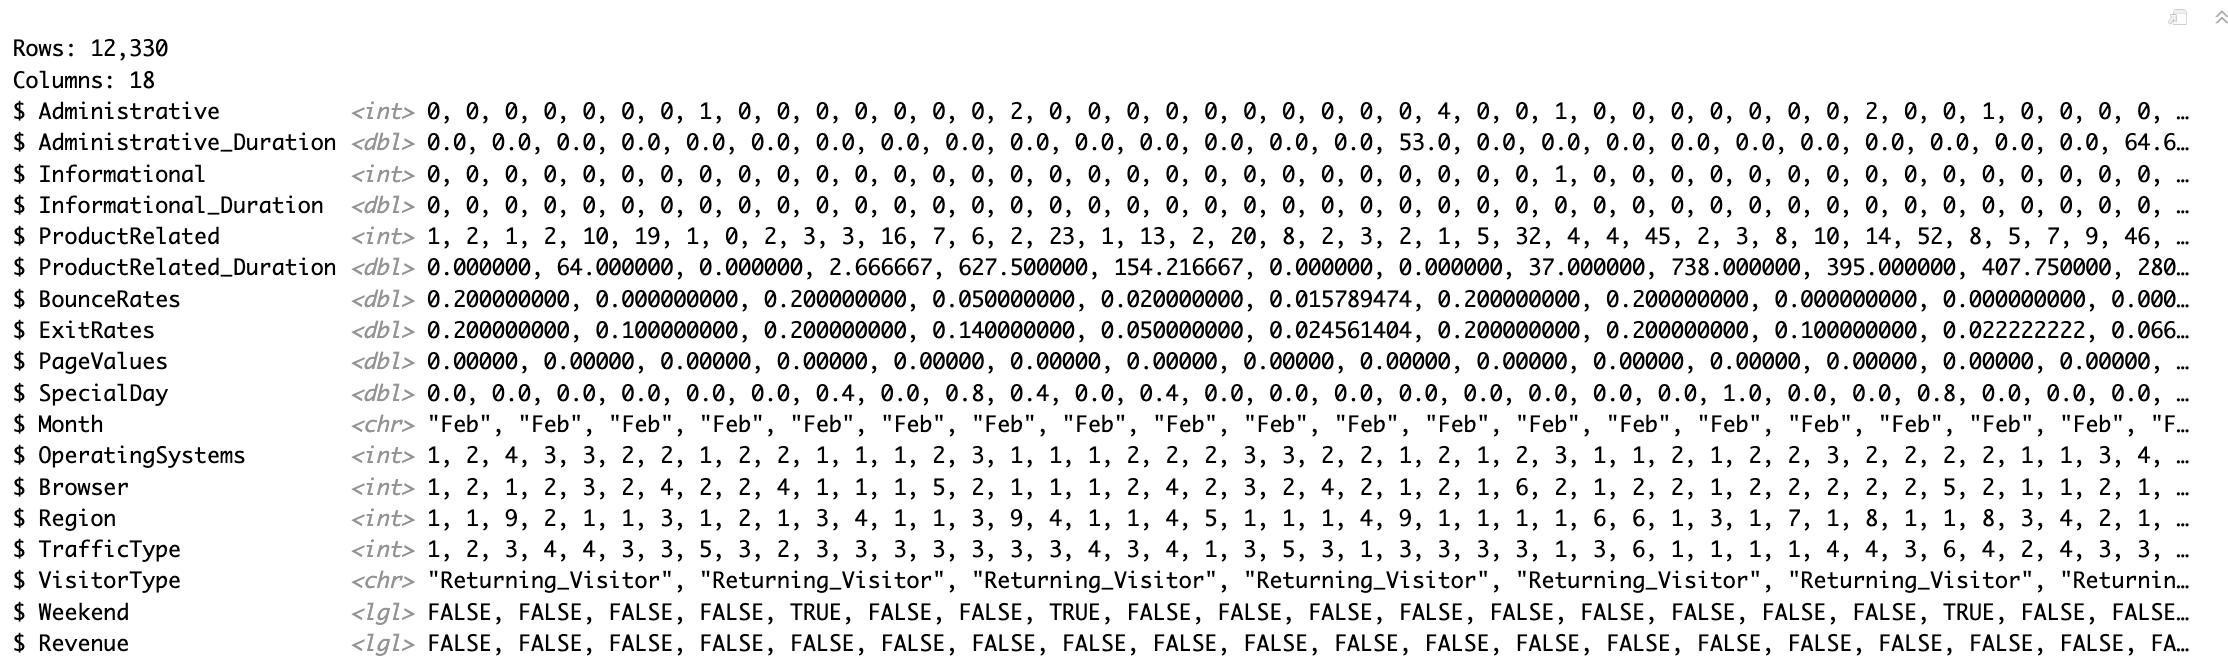 Rows: 12,330
Columns: 18
$ Administrative          <int> 0, 0, 0, 0, 0, 0, 0, 1, 0, 0, 0, 0, 0, 0, 0, 2, 0, 0, 0, 0, 0, 0, 0, 0, 0, 0, 4, 0, 0, 1, 0, 0, 0, 0, 0, 0, 0, 2, 0, 0, 1, 0, 0, 0, 0, …
$ Administrative_Duration <dbl> 0.0, 0.0, 0.0, 0.0, 0.0, 0.0, 0.0, 0.0, 0.0, 0.0, 0.0, 0.0, 0.0, 0.0, 0.0, 53.0, 0.0, 0.0, 0.0, 0.0, 0.0, 0.0, 0.0, 0.0, 0.0, 0.0, 64.6…
$ Informational           <int> 0, 0, 0, 0, 0, 0, 0, 0, 0, 0, 0, 0, 0, 0, 0, 0, 0, 0, 0, 0, 0, 0, 0, 0, 0, 0, 0, 0, 0, 1, 0, 0, 0, 0, 0, 0, 0, 0, 0, 0, 0, 0, 0, 0, 0, …
$ Informational_Duration  <dbl> 0, 0, 0, 0, 0, 0, 0, 0, 0, 0, 0, 0, 0, 0, 0, 0, 0, 0, 0, 0, 0, 0, 0, 0, 0, 0, 0, 0, 0, 0, 0, 0, 0, 0, 0, 0, 0, 0, 0, 0, 0, 0, 0, 0, 0, …
$ ProductRelated          <int> 1, 2, 1, 2, 10, 19, 1, 0, 2, 3, 3, 16, 7, 6, 2, 23, 1, 13, 2, 20, 8, 2, 3, 2, 1, 5, 32, 4, 4, 45, 2, 3, 8, 10, 14, 52, 8, 5, 7, 9, 46, …
$ ProductRelated_Duration <dbl> 0.000000, 64.000000, 0.000000, 2.666667, 627.500000, 154.216667, 0.000000, 0.000000, 37.000000, 738.000000, 395.000000, 407.750000, 280…
$ BounceRates             <dbl> 0.200000000, 0.000000000, 0.200000000, 0.050000000, 0.020000000, 0.015789474, 0.200000000, 0.200000000, 0.000000000, 0.000000000, 0.000…
$ ExitRates               <dbl> 0.200000000, 0.100000000, 0.200000000, 0.140000000, 0.050000000, 0.024561404, 0.200000000, 0.200000000, 0.100000000, 0.022222222, 0.066…
$ PageValues              <dbl> 0.00000, 0.00000, 0.00000, 0.00000, 0.00000, 0.00000, 0.00000, 0.00000, 0.00000, 0.00000, 0.00000, 0.00000, 0.00000, 0.00000, 0.00000, …
$ SpecialDay              <dbl> 0.0, 0.0, 0.0, 0.0, 0.0, 0.0, 0.4, 0.0, 0.8, 0.4, 0.0, 0.4, 0.0, 0.0, 0.0, 0.0, 0.0, 0.0, 0.0, 0.0, 1.0, 0.0, 0.0, 0.8, 0.0, 0.0, 0.0, …
$ Month                   <chr> "Feb", "Feb", "Feb", "Feb", "Feb", "Feb", "Feb", "Feb", "Feb", "Feb", "Feb", "Feb", "Feb", "Feb", "Feb", "Feb", "Feb", "Feb", "Feb", "F…
$ OperatingSystems        <int> 1, 2, 4, 3, 3, 2, 2, 1, 2, 2, 1, 1, 1, 2, 3, 1, 1, 1, 2, 2, 2, 3, 3, 2, 2, 1, 2, 1, 2, 3, 1, 1, 2, 1, 2, 2, 3, 2, 2, 2, 2, 1, 1, 3, 4, …
$ Browser                 <int> 1, 2, 1, 2, 3, 2, 4, 2, 2, 4, 1, 1, 1, 5, 2, 1, 1, 1, 2, 4, 2, 3, 2, 4, 2, 1, 2, 1, 6, 2, 1, 2, 2, 1, 2, 2, 2, 2, 2, 5, 2, 1, 1, 2, 1, …
$ Region                  <int> 1, 1, 9, 2, 1, 1, 3, 1, 2, 1, 3, 4, 1, 1, 3, 9, 4, 1, 1, 4, 5, 1, 1, 1, 4, 9, 1, 1, 1, 1, 6, 6, 1, 3, 1, 7, 1, 8, 1, 1, 8, 3, 4, 2, 1, …
$ TrafficType             <int> 1, 2, 3, 4, 4, 3, 3, 5, 3, 2, 3, 3, 3, 3, 3, 3, 3, 4, 3, 4, 1, 3, 5, 3, 1, 3, 3, 3, 3, 1, 3, 6, 1, 1, 1, 1, 4, 4, 3, 6, 4, 2, 4, 3, 3, …
$ VisitorType             <chr> "Returning_Visitor", "Returning_Visitor", "Returning_Visitor", "Returning_Visitor", "Returning_Visitor", "Returning_Visitor", "Returnin…
$ Weekend                 <lgl> FALSE, FALSE, FALSE, FALSE, TRUE, FALSE, FALSE, TRUE, FALSE, FALSE, FALSE, FALSE, FALSE, FALSE, FALSE, FALSE, FALSE, TRUE, FALSE, FALSE…
$ Revenue                 <lgl> FALSE, FALSE, FALSE, FALSE, FALSE, FALSE, FALSE, FALSE, FALSE, FALSE, FALSE, FALSE, FALSE, FALSE, FALSE, FALSE, FALSE, FALSE, FALSE, FA…